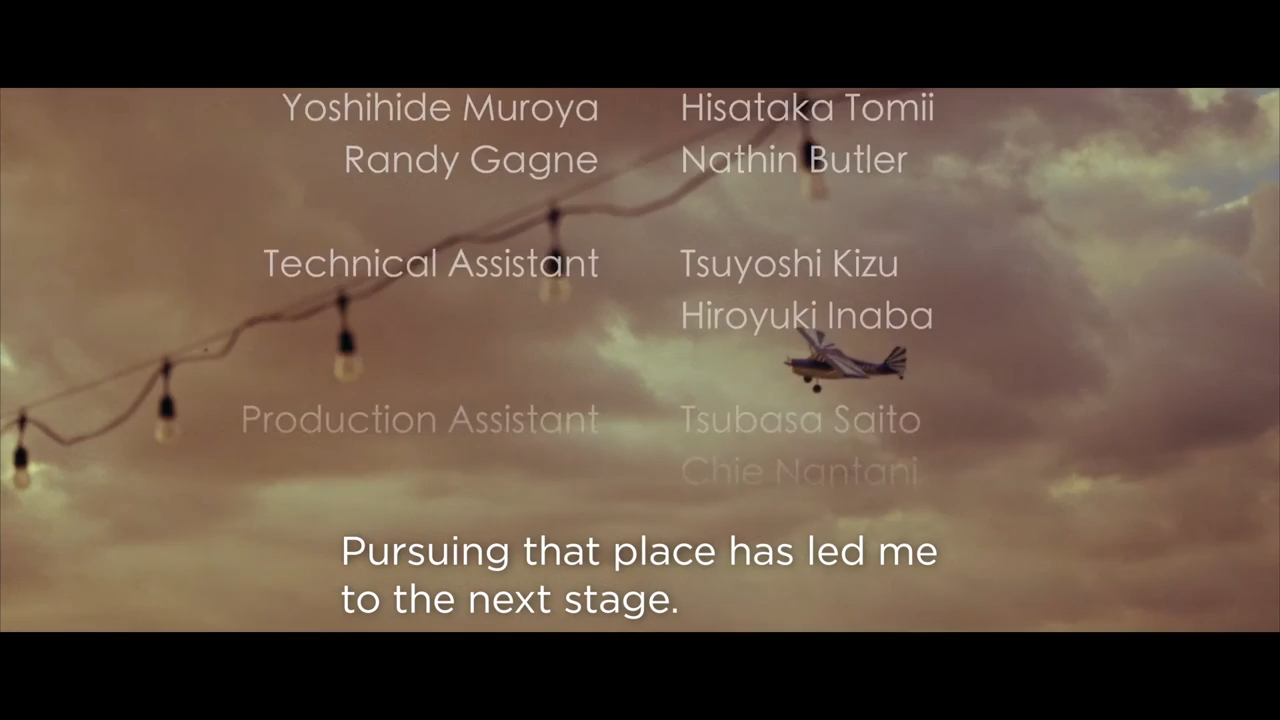 Yoshihide Muroya Hisataka Tomii
Randy Gagne Nathin Butler
Technical Assistant Tsuyoshi Kizu
Hiroyuki Inaba
Production Assistant Tsubasa Saito
Chie Nantani
Pursuing that place has led me
to the next stage.